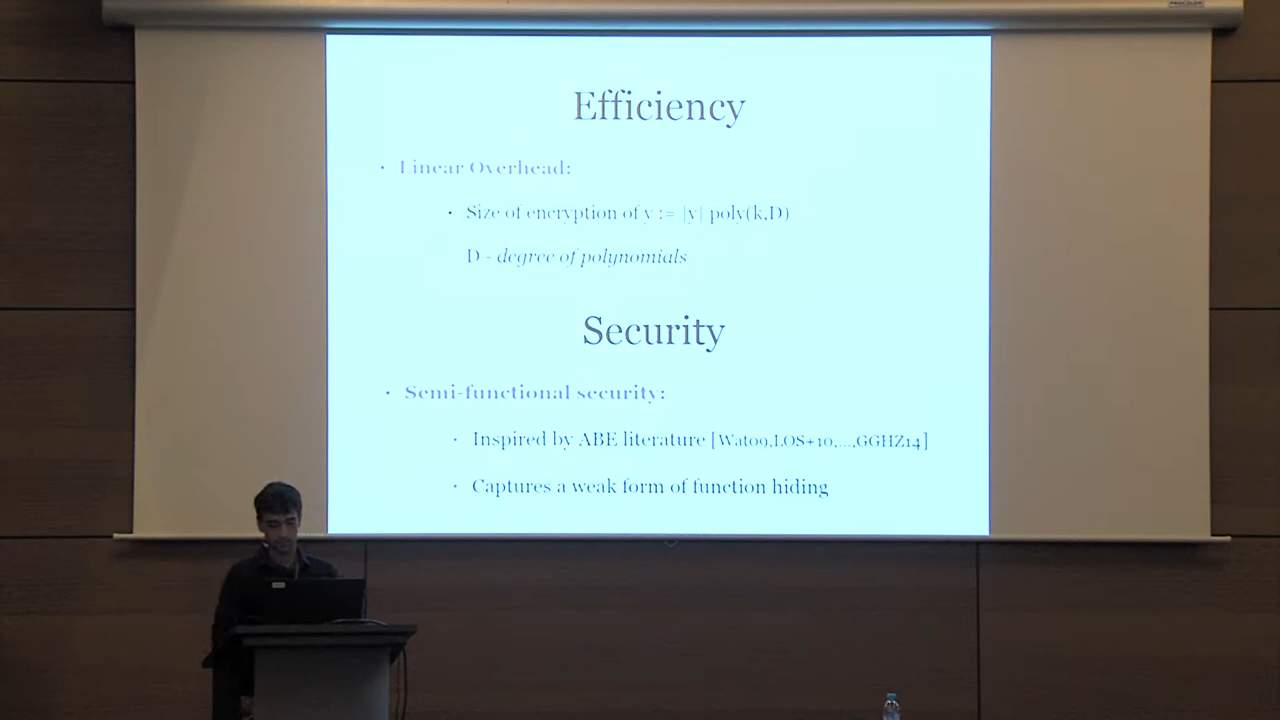 Efficiency
• Linear Overhead:
• Size of encryption of y := |y| poly(k,D)
D - degree of polynomials
Security
• Semi-functional security:
• Inspired by ABE literature [Wat09,LOS+10,...,GGHZ14]
• Captures a weak form of function hiding